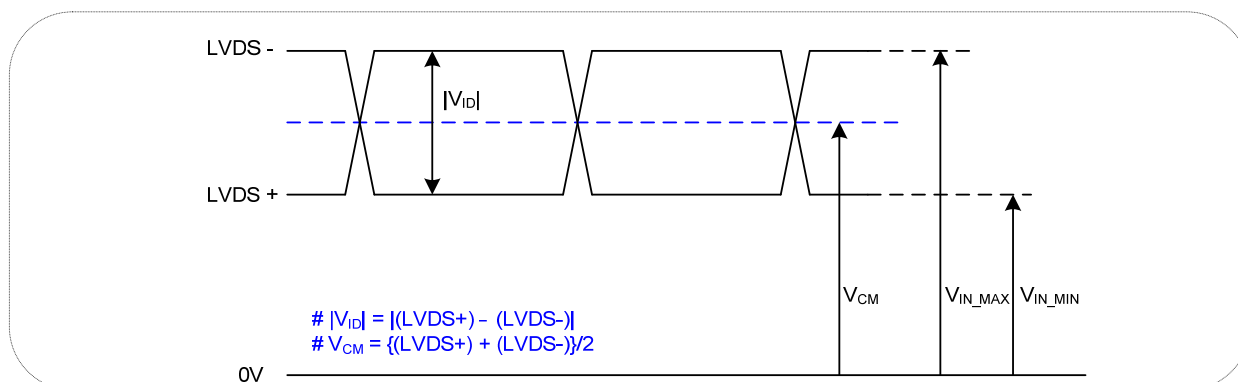 LVDS -
|VID|
LVDS +
VCM
VIN_MAX
VIN_MIN
# |VID| = |(LVDS+) - (LVDS-)|
# VCM = {(LVDS+) + (LVDS-)}/2
0V